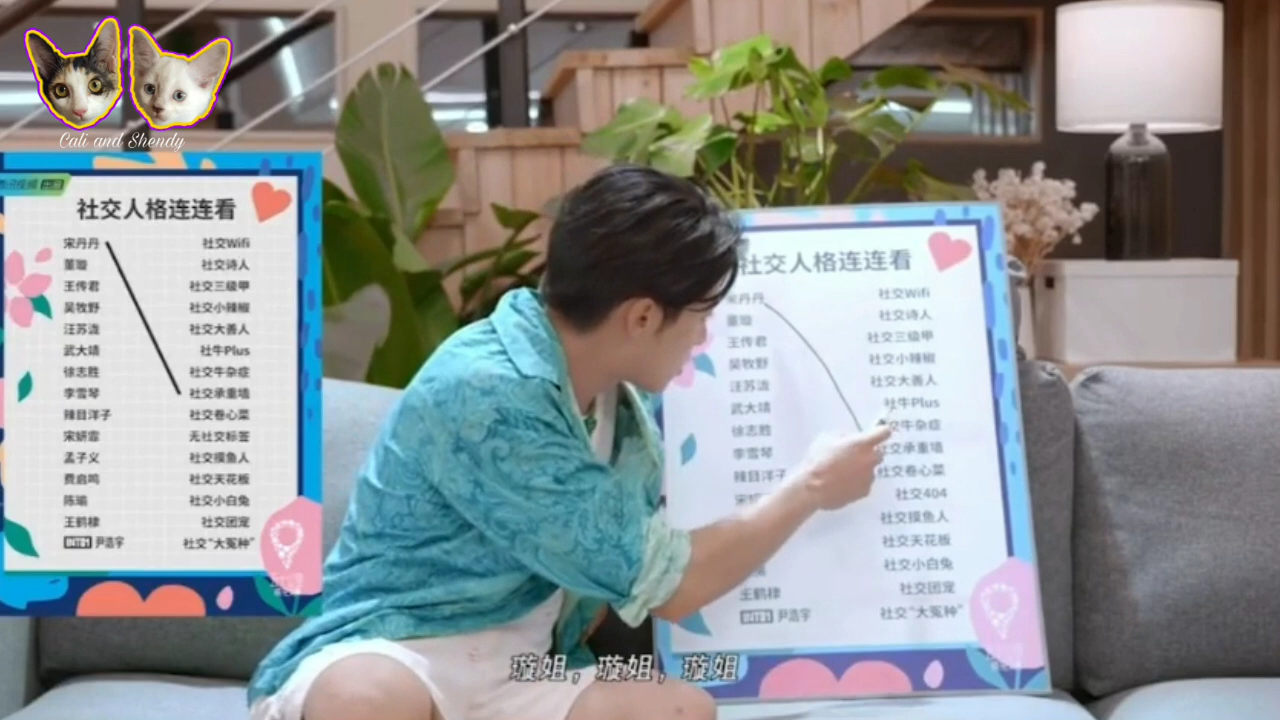 Cali and Shendy
社交人格连连看
宋丹丹 社交Wifi
董璇 社交诗人
王传君 社交三级甲
吴牧野 社交小辣椒
汪苏泷 社交大善人
武大靖 社牛Plus
徐志胜 社交牛杂症
李雪琴 社交承重墙
辣目洋子 社交卷心菜
宋妍霏 无社交标签
孟子义 社交摸鱼人
费启鸣 社交天花板
陈瑜 社交小白兔
王鹤棣 社交团宠
INTO1 尹浩宇 社交“大冤种”
社交人格连连看
宋丹丹 社交Wifi
董璇 社交诗人
王传君 社交三级甲
吴牧野 社交小辣椒
汪苏泷 社交大善人
武大靖 社牛Plus
徐志胜 社交牛杂症
李雪琴 社交承重墙
辣目洋子 社交卷心菜
社交404
社交摸鱼人
社交天花板
社交小白兔
王鹤棣 社交团宠
INTO1 尹浩宇 社交“大冤种”
璇姐，璇姐，璇姐